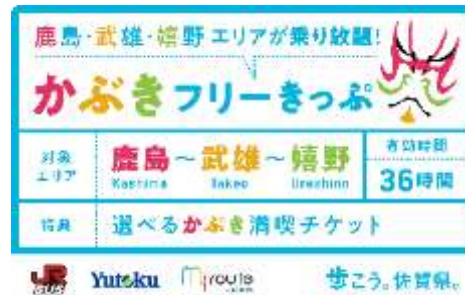 鹿島・武雄・嬉野エリアが乗り放題!
かぶきフリーきっぷ
対象エリア
鹿島～武雄～嬉野
Kashima Takeo Ureshino
有効時間
36時間
特典
選べるかぶき満喫チケット
JR BUS Yutoku my route 歩こう。佐賀県。